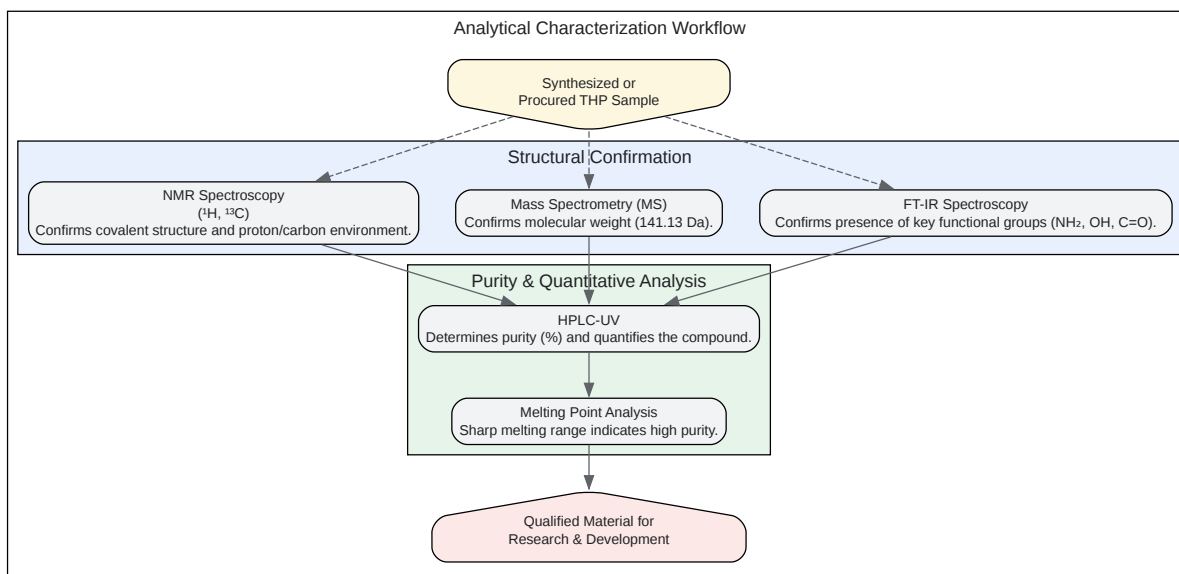 Analytical Characterization Workflow
Synthesized or
Procured THP Sample
Structural Confirmation
NMR Spectroscopy
(¹H, ¹³C)
Confirms covalent structure and proton/carbon environment.
Mass Spectrometry (MS)
Confirms molecular weight (141.13 Da).
FT-IR Spectroscopy
Confirms presence of key functional groups (NH₂, OH, C=O).
Purity & Quantitative Analysis
HPLC-UV
Determines purity (%) and quantifies the compound.
Melting Point Analysis
Sharp melting range indicates high purity.
Qualified Material for
Research & Development